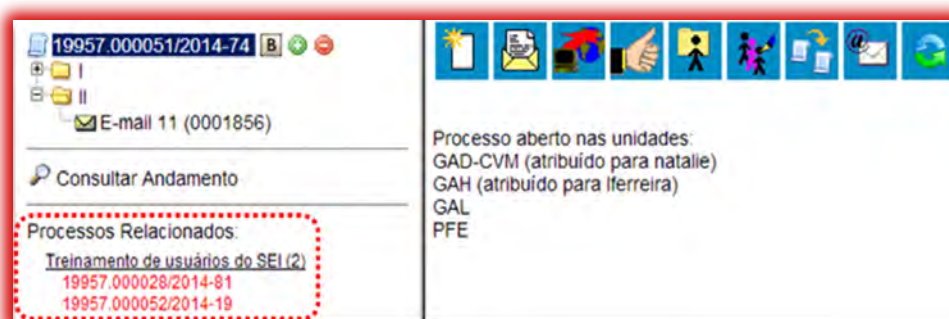 19957.000051/2014-74 B
I
II
E-mail 11 (0001856)
Consultar Andamento
Processos Relacionados:
Treinamento de usuários do SEI (2)
19957.000028/2014-81
19957.000052/2014-19
Processo aberto nas unidades:
GAD-CVM (atribuído para natalie)
GAH (atribuído para lferreira)
GAL
PFE